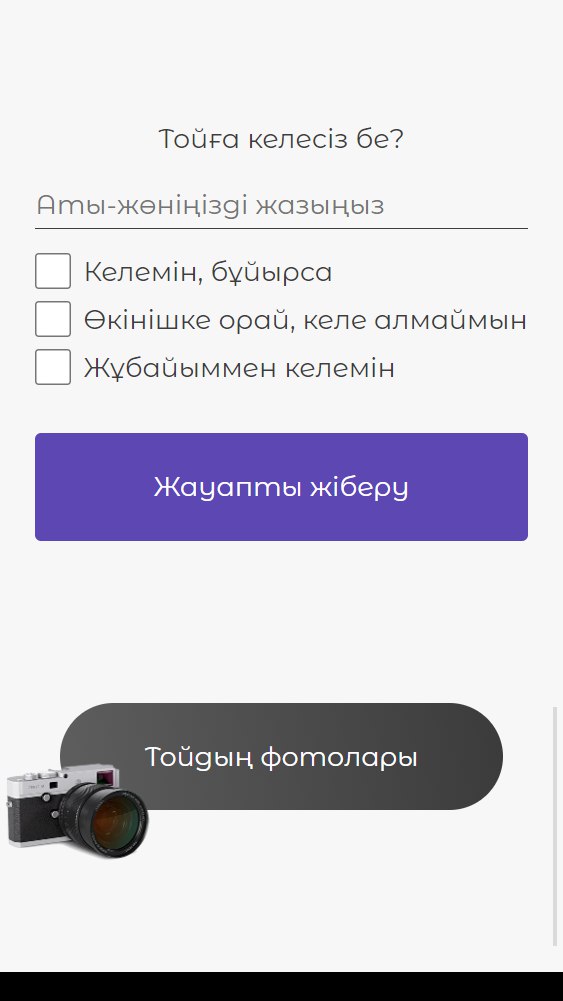 Тойға келесіз бе?
Аты-жөніңізді жазыңыз
Келемін, бұйырса
Өкінішке орай, келе алмаймын
Жұбайыммен келемін
Жауапты жіберу
Тойдың фотолары